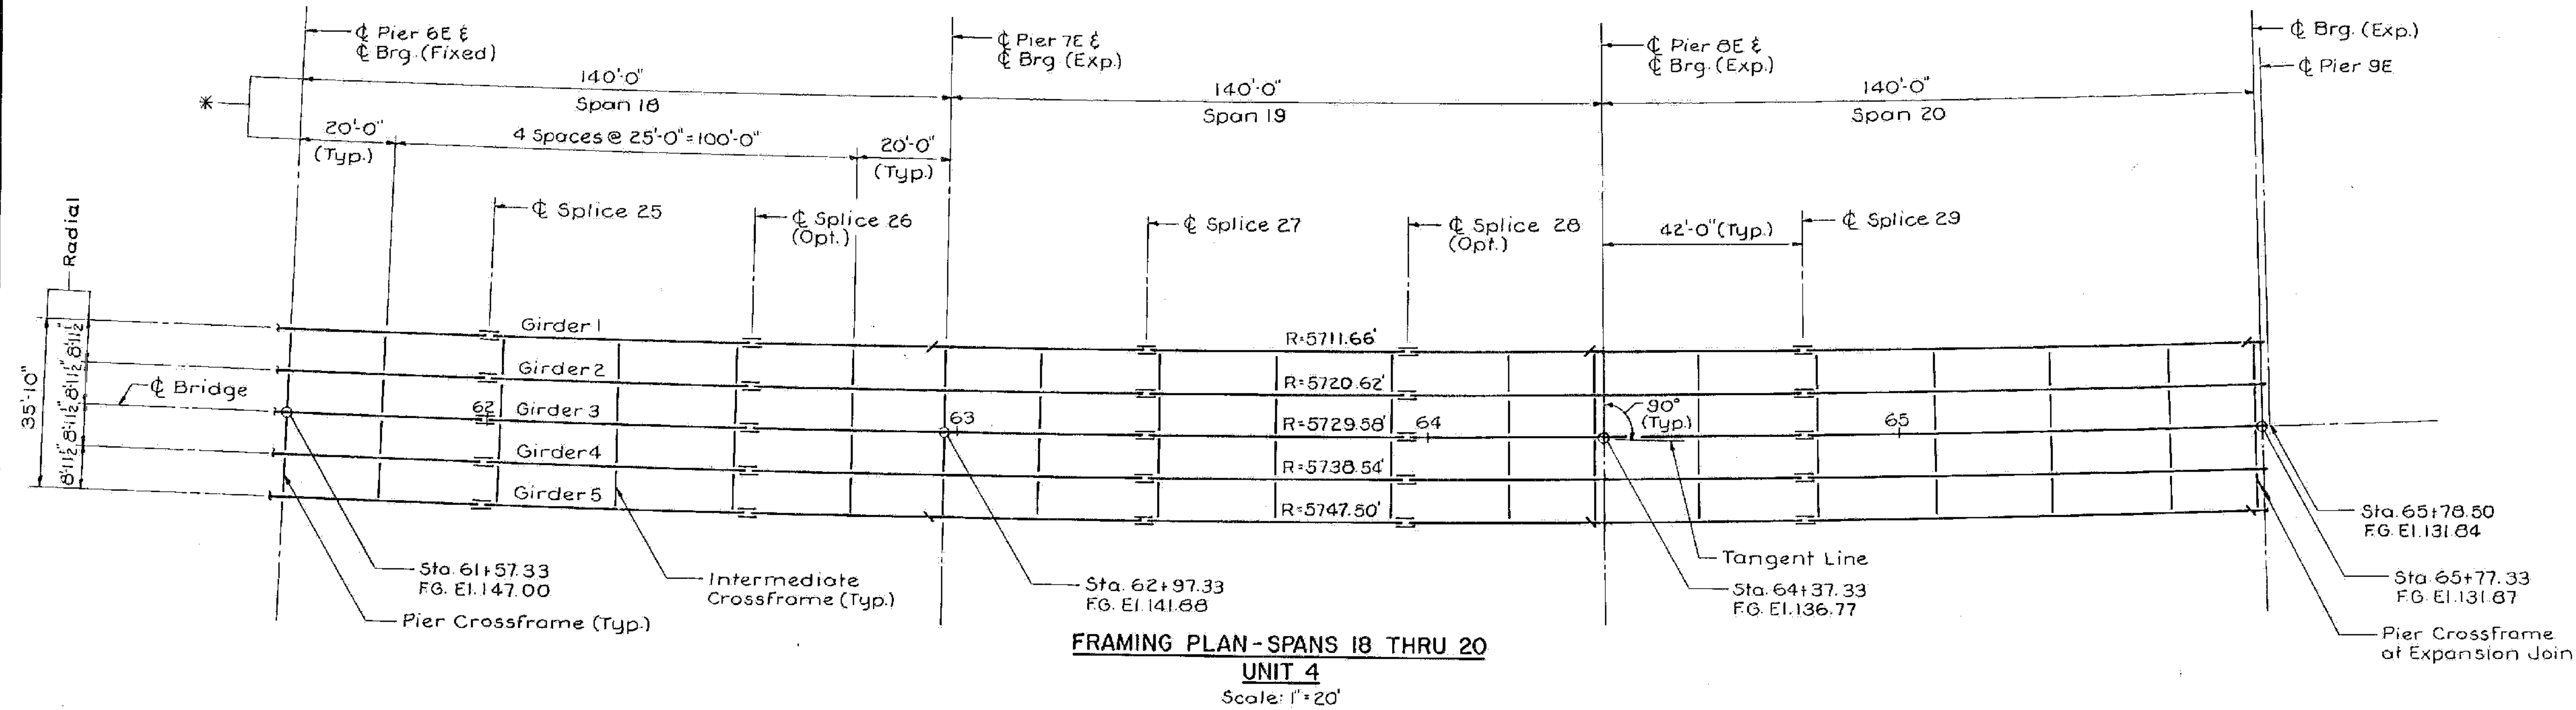 ℄ Pier 6E &
℄ Brg. (Fixed)
℄ Pier 7E &
℄ Brg. (Exp.)
℄ Pier 8E &
℄ Brg. (Exp.)
℄ Brg. (Exp.)
℄ Pier 9E
*
140'-0"
Span 18
140'-0"
Span 19
140'-0"
Span 20
20'-0"
(Typ.)
4 Spaces @ 25'-0" = 100'-0"
20'-0"
(Typ.)
Radial
℄ Splice 25
℄ Splice 26
(Opt.)
℄ Splice 27
℄ Splice 28
(Opt.)
42'-0" (Typ.)
℄ Splice 29
35'-10"
8'-11½"
8'-11½"
8'-11½"
8'-11½"
℄ Bridge
Girder 1
Girder 2
Girder 3
Girder 4
Girder 5
R=5711.66'
R=5720.62'
R=5729.58'
R=5738.54'
R=5747.50'
62
63
64
65
90°
(Typ.)
Tangent Line
Sta. 61+57.33
F.G. El. 147.00
Pier Crossframe (Typ.)
Intermediate
Crossframe (Typ.)
Sta. 62+97.33
F.G. El. 141.88
Sta. 64+37.33
F.G. El. 136.77
Sta. 65+78.50
F.G. El. 131.84
Sta. 65+77.33
F.G. El. 131.87
Pier Crossframe
at Expansion Join
FRAMING PLAN - SPANS 18 THRU 20
UNIT 4
Scale: 1" = 20'